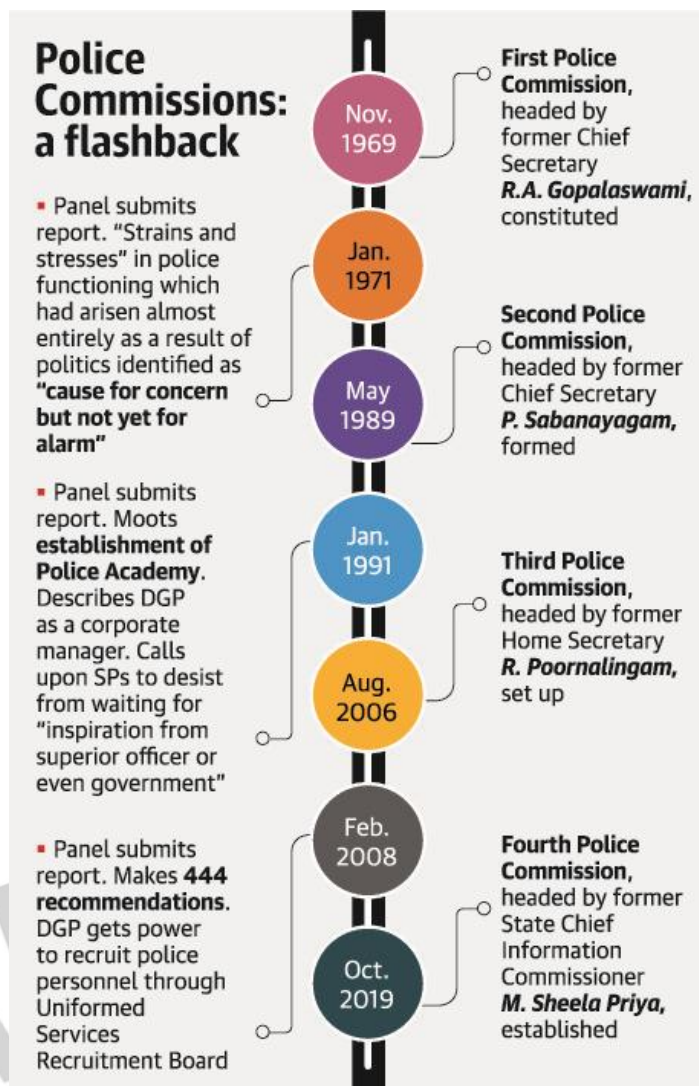 Police
Commissions:
a flashback
Nov.
1969
First Police
Commission,
headed by
former Chief
Secretary
R.A. Gopalaswami,
constituted
Jan.
1971
▪ Panel submits
report. “Strains and
stresses” in police
functioning which
had arisen almost
entirely as a result of
politics identified as
“cause for concern
but not yet for
alarm”
May
1989
Second Police
Commission,
headed by former
Chief Secretary
P. Sabanayagam,
formed
Jan.
1991
▪ Panel submits
report. Moots
establishment of
Police Academy.
Describes DGP
as a corporate
manager. Calls
upon SPs to desist
from waiting for
“inspiration from
superior officer or
even government”
Aug.
2006
Third Police
Commission,
headed by former
Home Secretary
R. Poornalingam,
set up
Feb.
2008
▪ Panel submits
report. Makes 444
recommendations.
DGP gets power
to recruit police
personnel through
Uniformed
Services
Recruitment Board
Oct.
2019
Fourth Police
Commission,
headed by former
State Chief
Information
Commissioner
M. Sheela Priya,
established